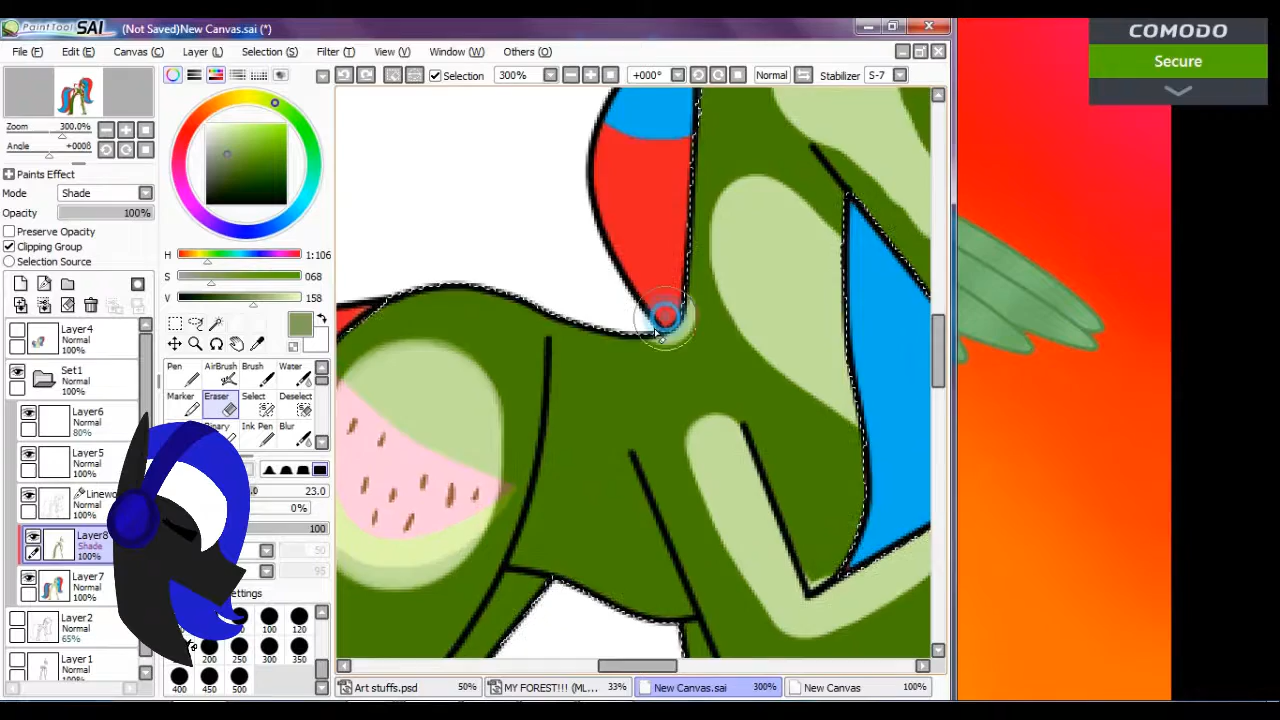 PaintTool SAI (Not Saved)New Canvas.sai (*)
COMODO
Secure
File (F) Edit (E) Canvas (C) Layer (L) Selection (S) Filter (T) View (V) Window (W) Others (O)
Selection 300% +000° Normal Stabilizer S-7
Zoom 300.0%
Angle
Paints Effect
Mode Shade
Opacity 100%
Preserve Opacity
Clipping Group
Selection Source
H 1:106
S 068
V 158
Layer4
Normal
100%
Set1
Normal
100%
Layer6
Normal
80%
Layer5
Normal
100%
Normal
100%
Layer8
Shade
100%
Layer7
Normal
100%
Layer2
Normal
65%
Layer1
Normal
Pen AirBrush Brush Water
Marker Eraser Select Deselect
Ink Pen Blur
23.0
0%
100
50
95
100 120
200 250 300 350
400 450 500
Art stuffs.psd 50% MY FOREST!!! (ML... 33% New Canvas.sai 300% New Canvas 100%